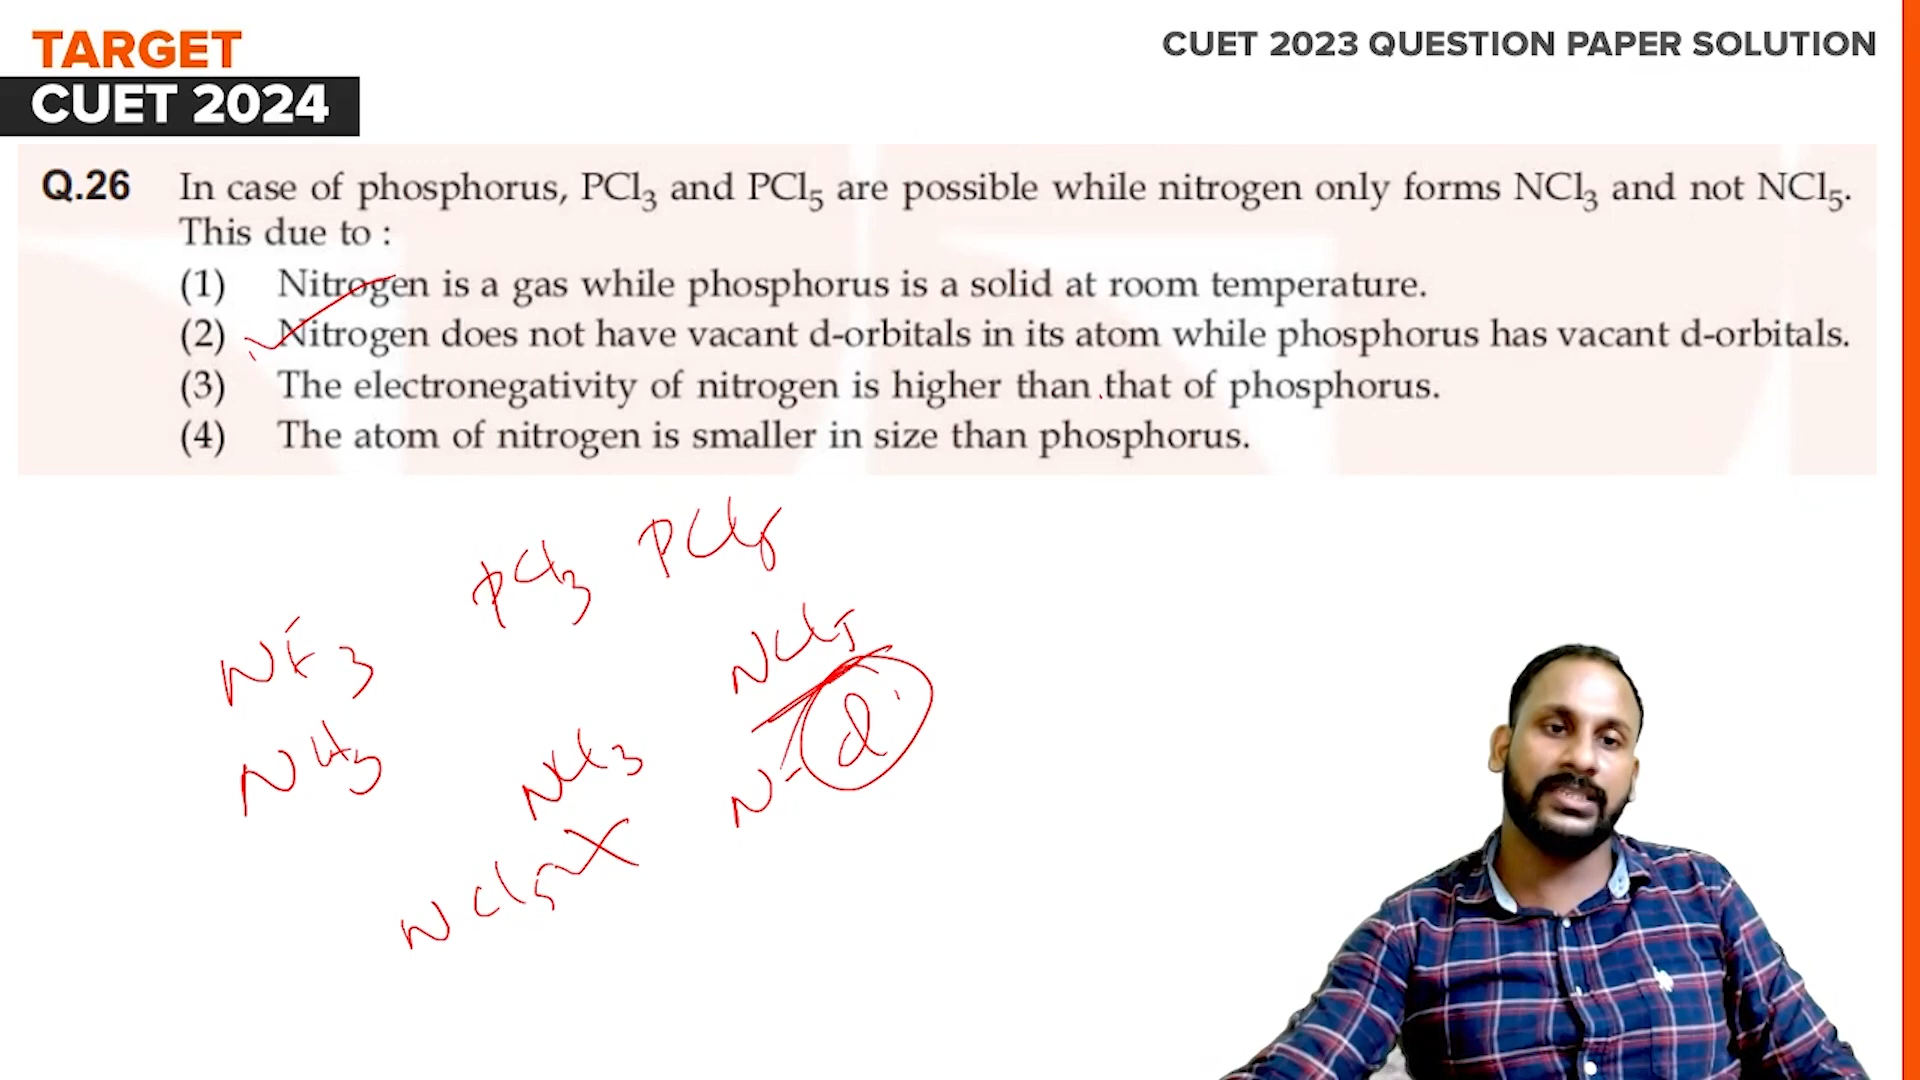 TARGET
CUET 2024
CUET 2023 QUESTION PAPER SOLUTION
Q.26 In case of phosphorus, PCl₃ and PCl₅ are possible while nitrogen only forms NCl₃ and not NCl₅.
This due to :
(1) Nitrogen is a gas while phosphorus is a solid at room temperature.
(2) Nitrogen does not have vacant d-orbitals in its atom while phosphorus has vacant d-orbitals.
(3) The electronegativity of nitrogen is higher than that of phosphorus.
(4) The atom of nitrogen is smaller in size than phosphorus.
PCl₃ PCl₅
NF₃
NCl₅
NH₃
NCl₃
N - d
NCl₅